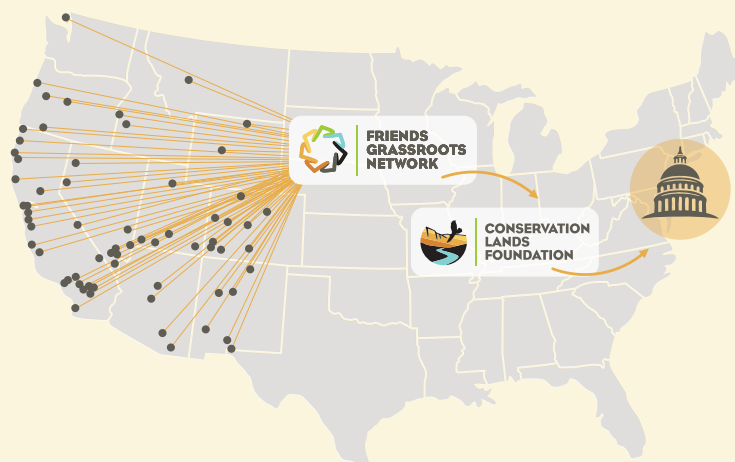 FRIENDS
GRASSROOTS
NETWORK
CONSERVATION
LANDS
FOUNDATION